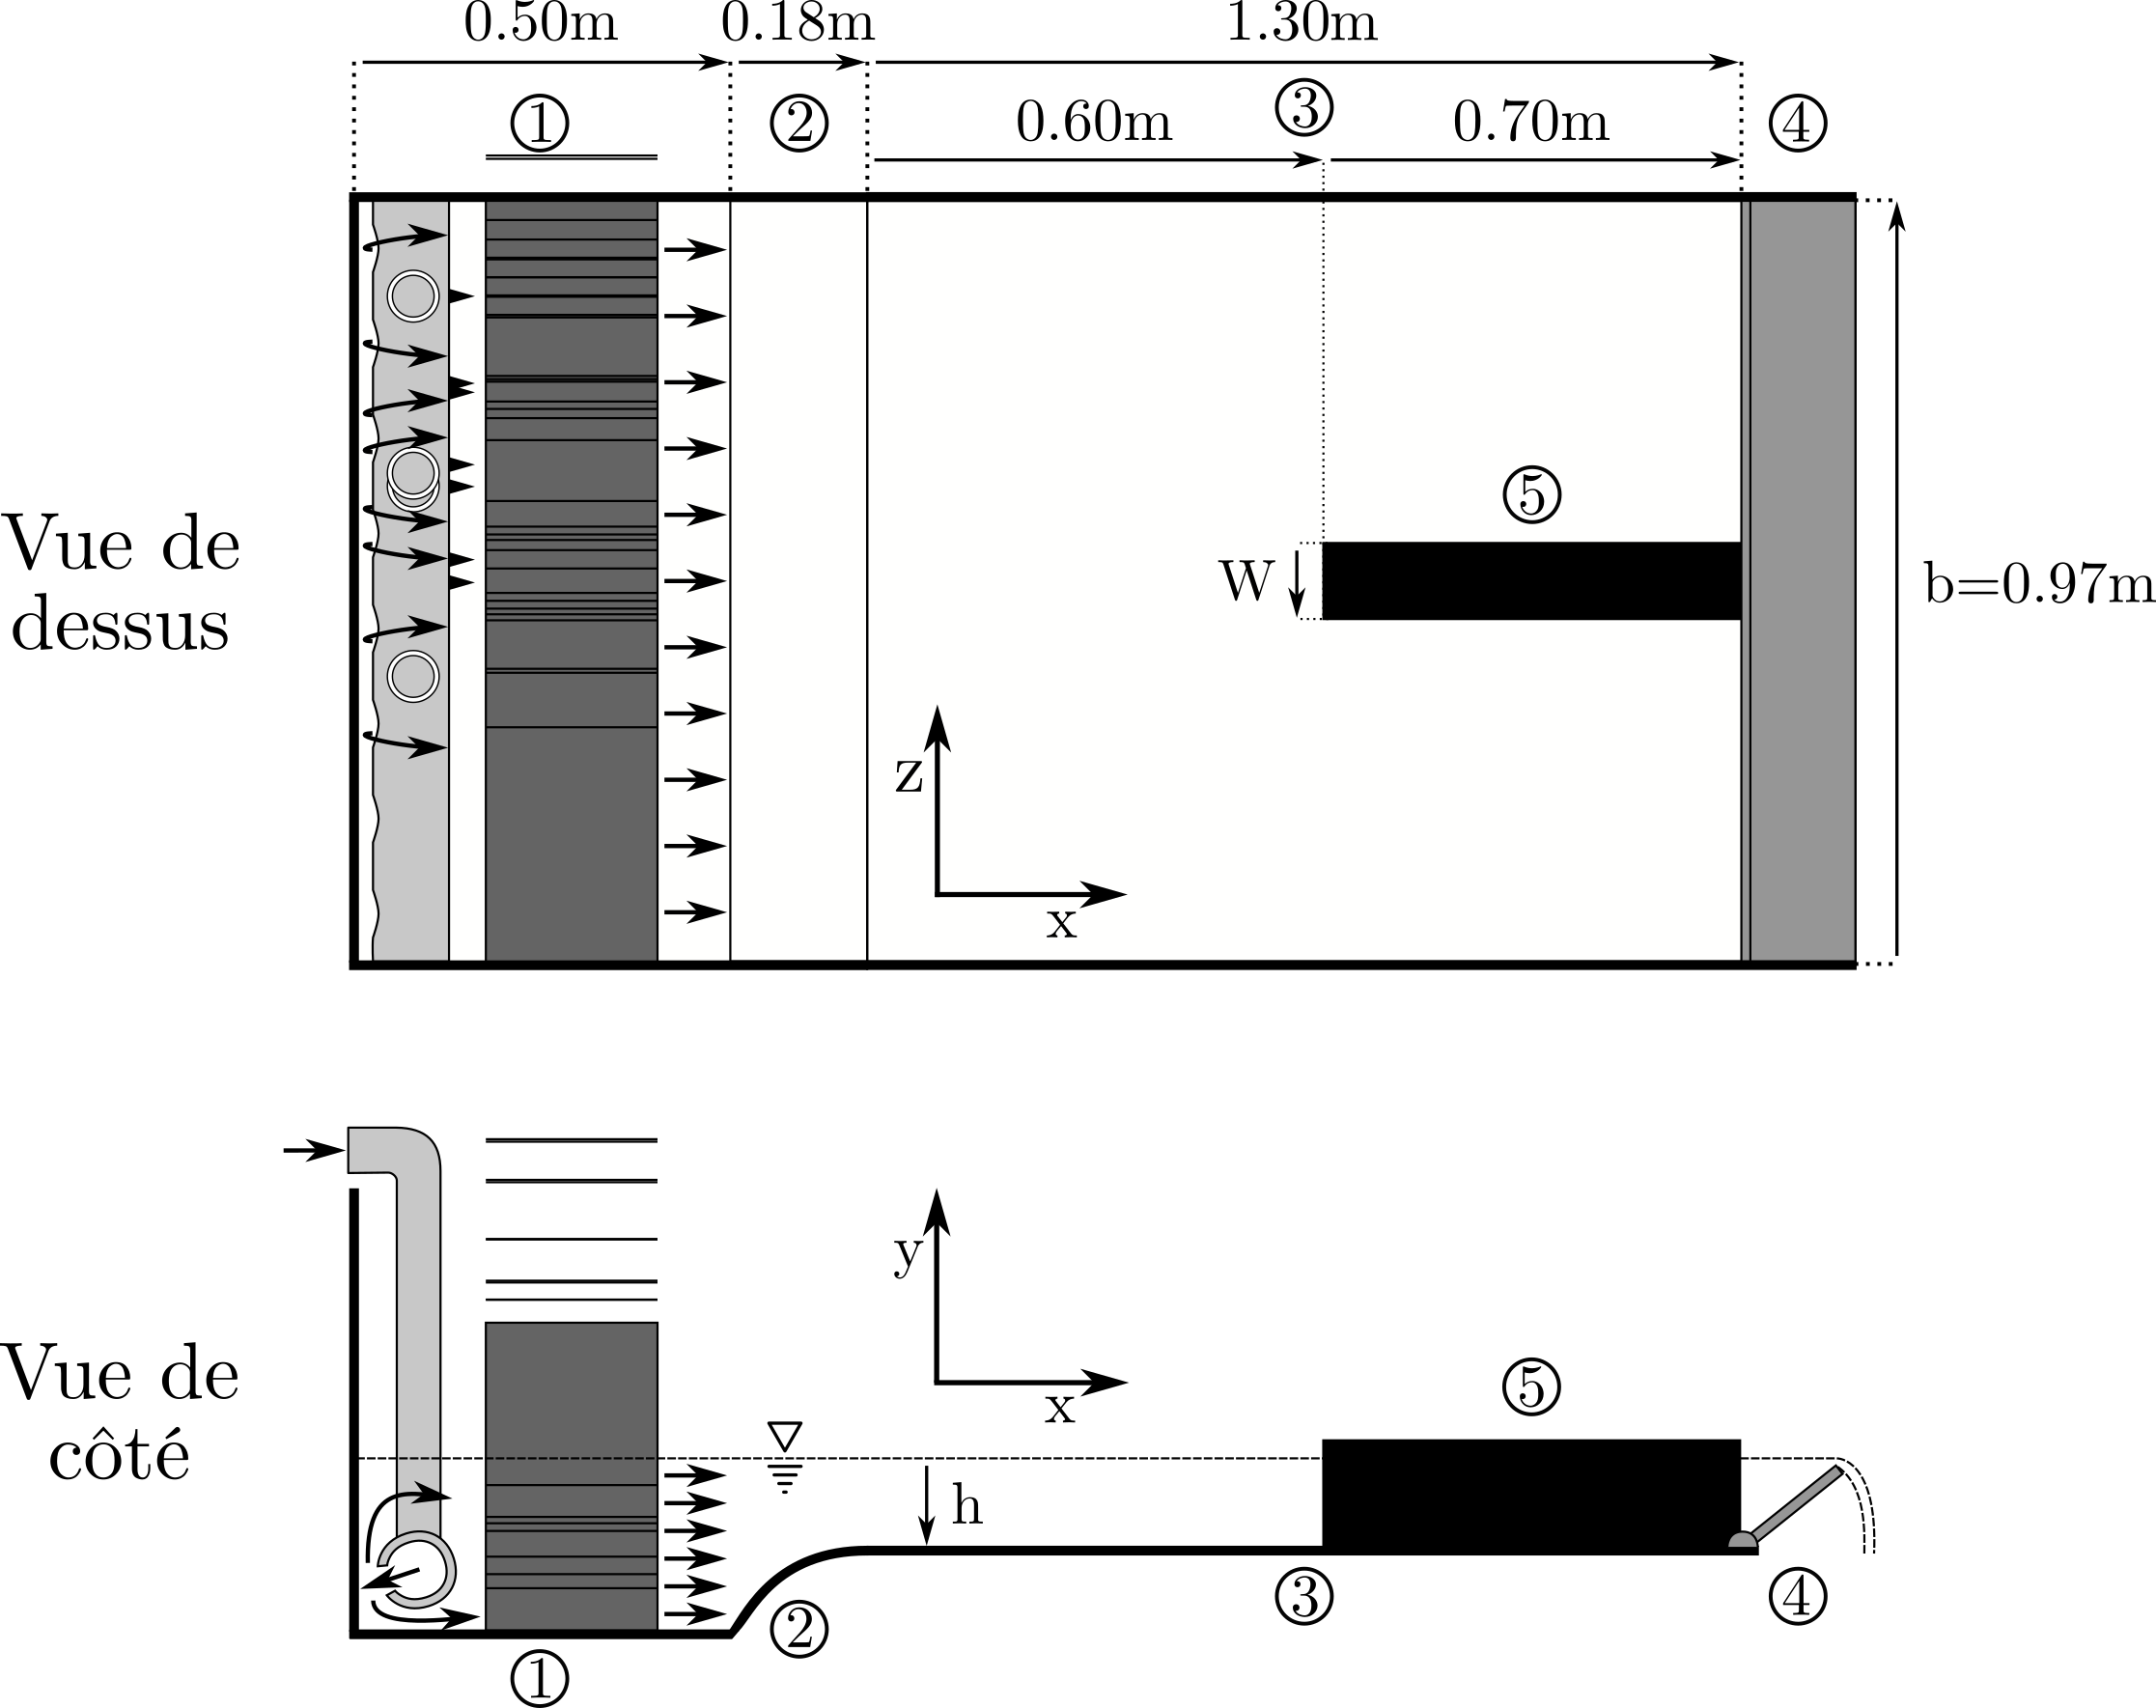 0.50m 0.18m 1.30m
① ② 0.60m ③ 0.70m ④
⑤
Vue de
dessus
W
b=0.97m
z
x
Vue de
côté
y
x
⑤
h
③ ④
②
①